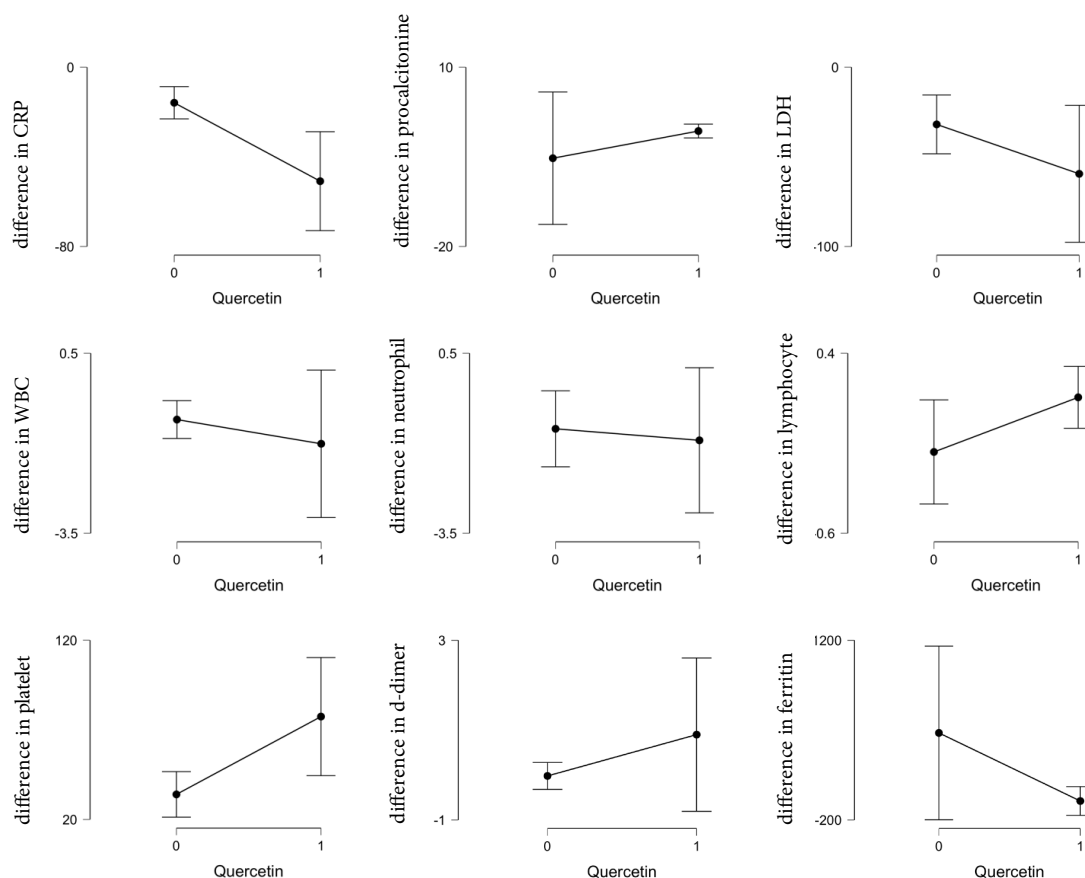 difference in CRP
0
-80
0
1
Quercetin
difference in procalcitonine
10
-20
0
1
Quercetin
difference in LDH
0
-100
0
1
Quercetin
difference in WBC
0.5
-3.5
0
1
Quercetin
difference in neutrophil
0.5
-3.5
0
1
Quercetin
difference in lymphocyte
0.4
-0.6
0
1
Quercetin
difference in platelet
120
20
0
1
Quercetin
difference in d-dimer
3
-1
0
1
Quercetin
difference in ferritin
1200
-200
0
1
Quercetin